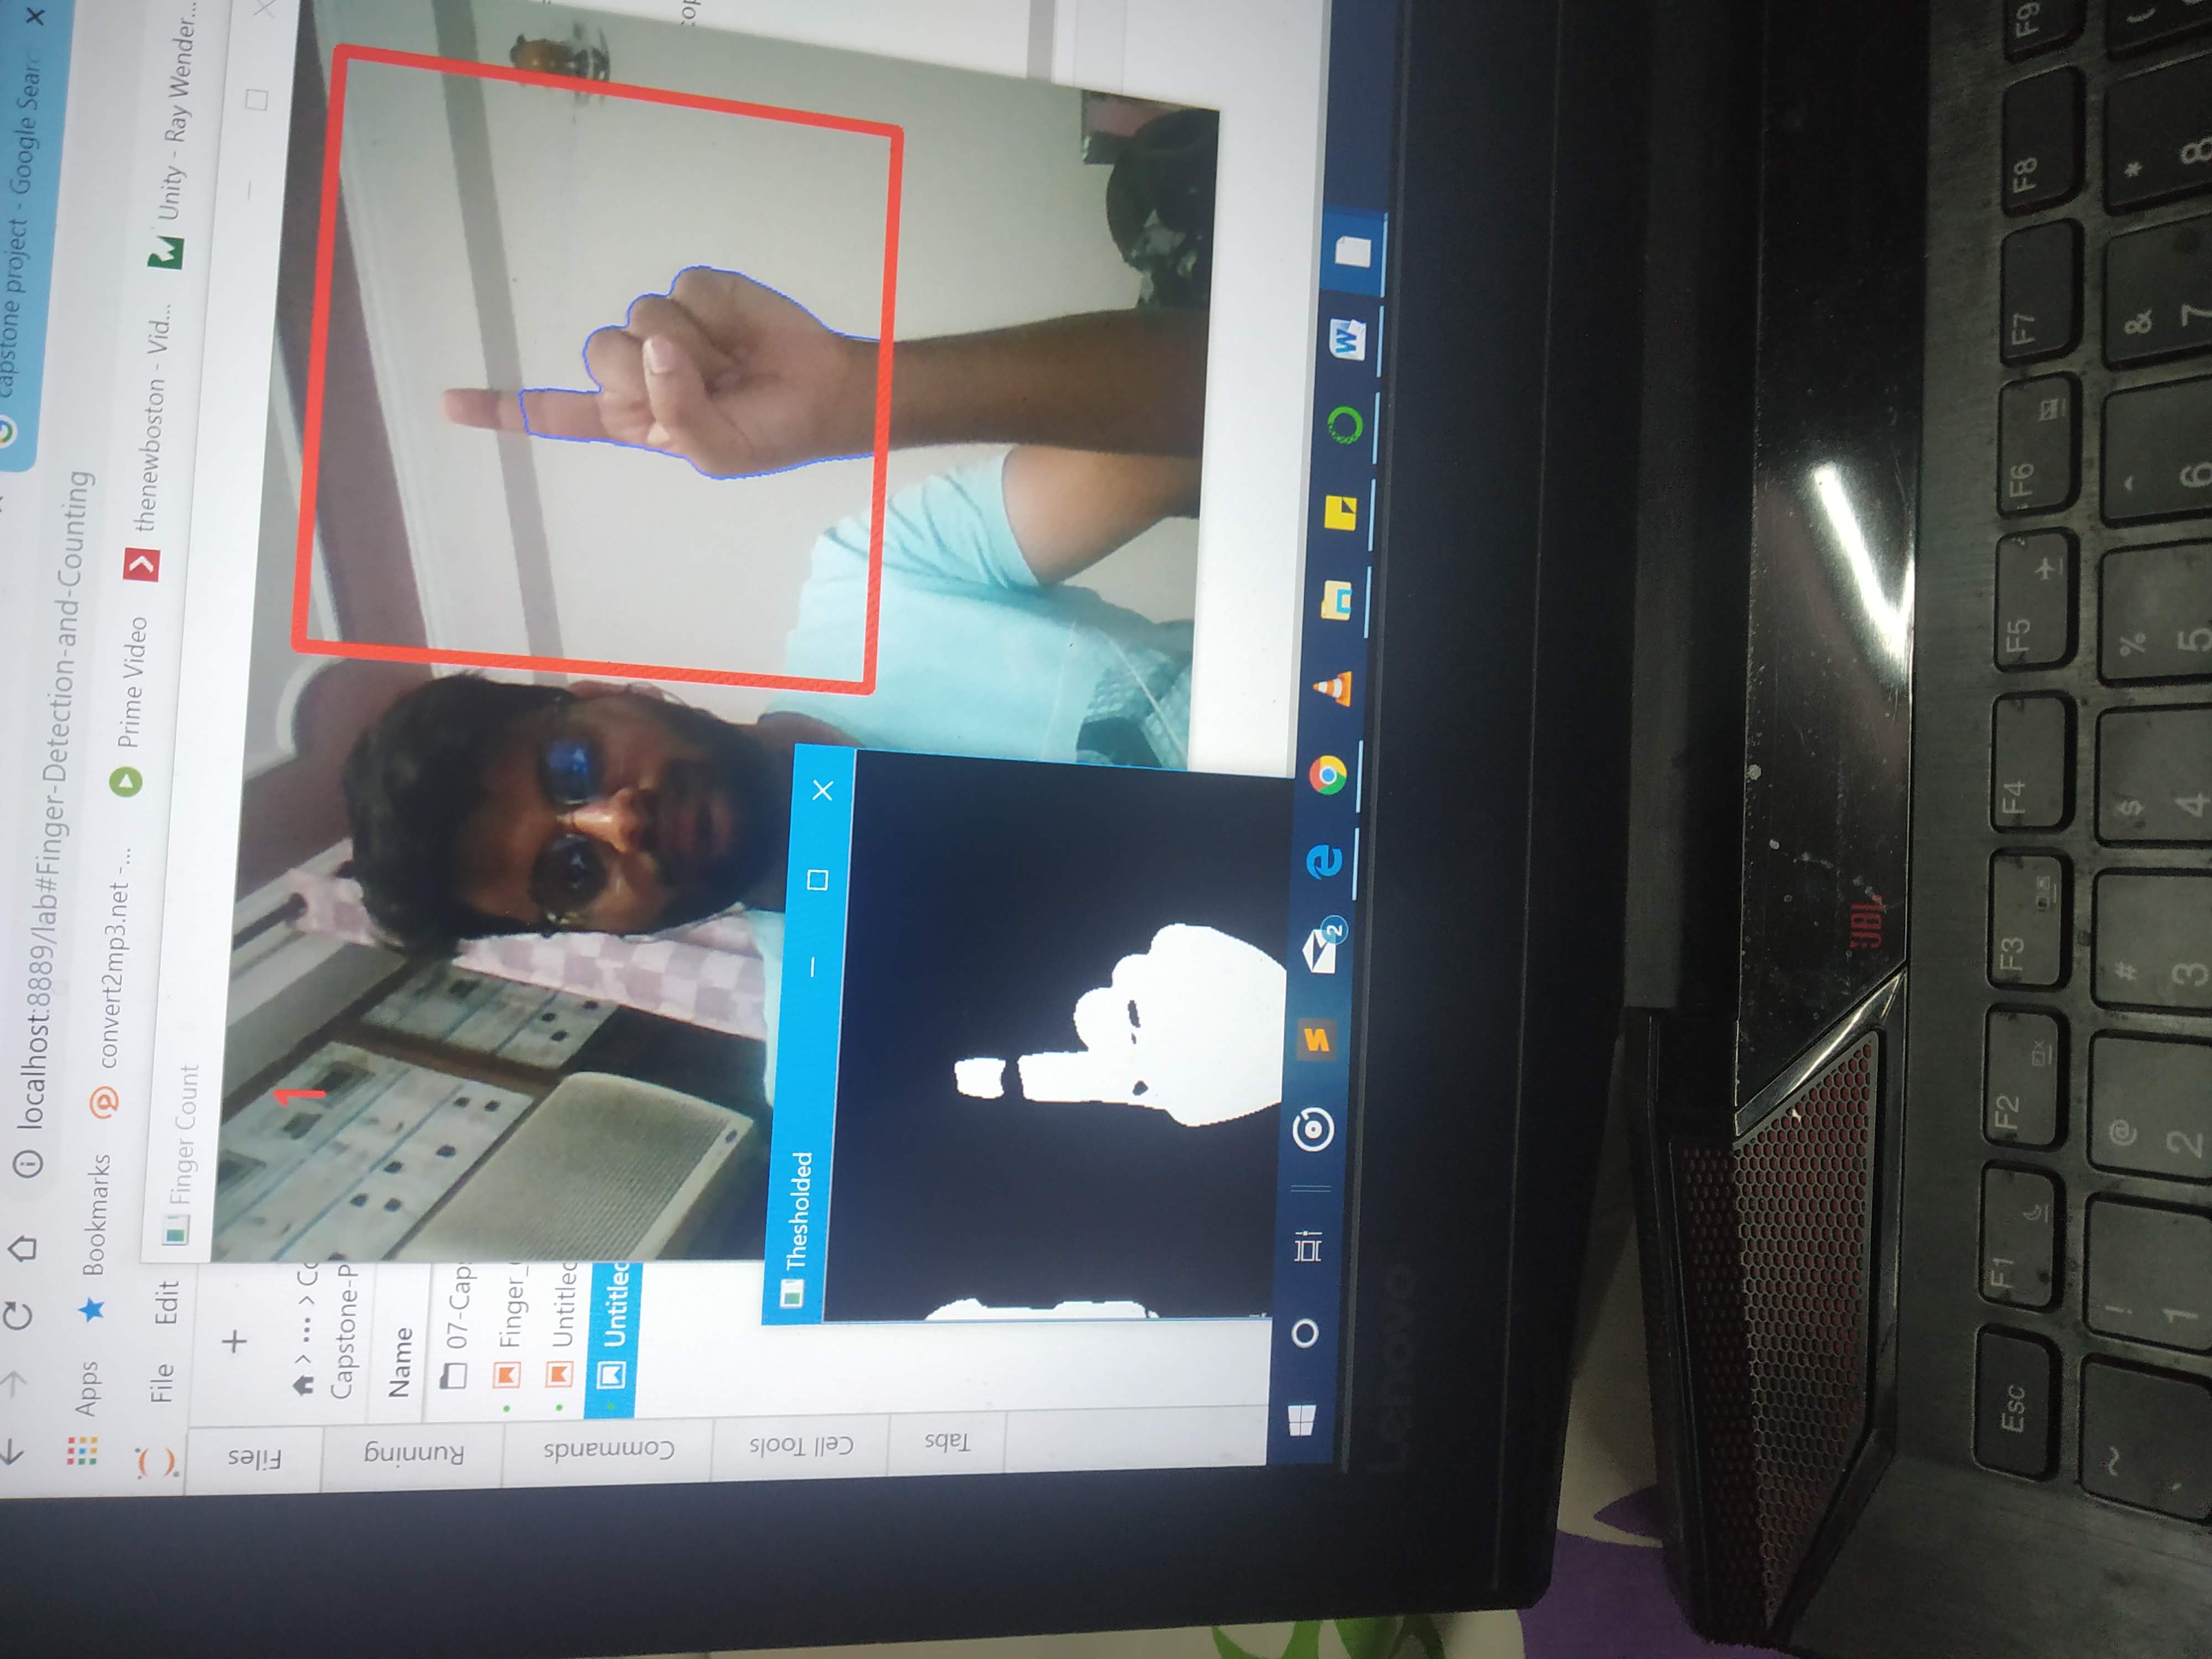 capstone project - Google Searc
localhost:8889/lab#Finger-Detection-and-Counting
Apps
Bookmarks
convert2mp3.net -...
Prime Video
thenewboston - Vid...
Unity - Ray Wender...
File Edit
Finger Count
Files
Running
Commands
Cell Tools
Tabs
1
Capstone-P
Name
07-Cap
Finger_
Untitled
Untitled
Thesholded
2
Lenovo
JBL
Esc F1 F2 F3 F4 F5 F6 F7 F8 F9
~ ! @ # $ % ^ & * (
` 1 2 3 4 5 6 7 8